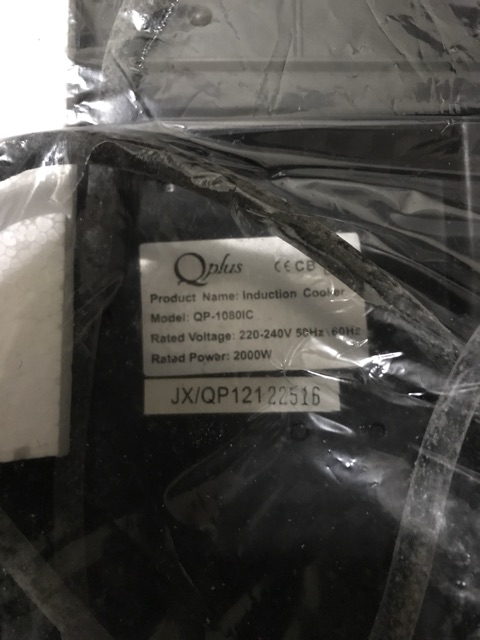 Qplus CE CB
Product Name: Induction Cooker
Model: QP-1080IC
Rated Voltage: 220-240V 50Hz\60Hz
Rated Power: 2000W
JX/QP12122516